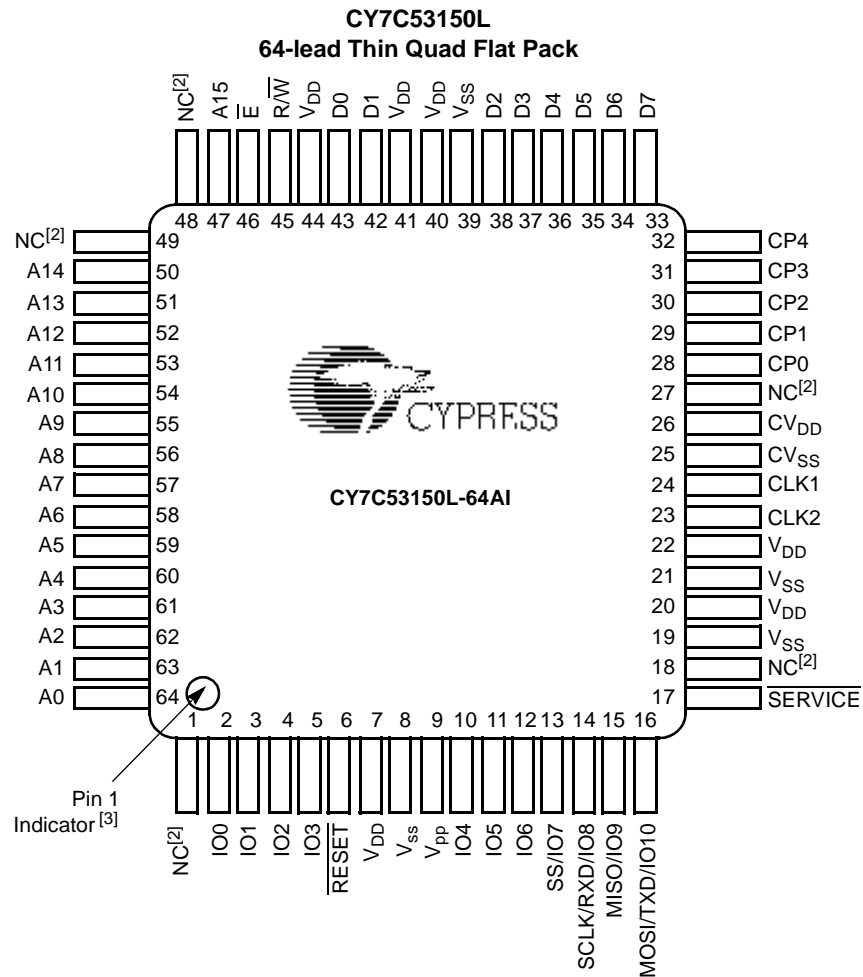 CY7C53150L
64-lead Thin Quad Flat Pack
NC[2]
A15
E
R/W
VDD
D0
D1
VDD
VDD
VSS
D2
D3
D4
D5
D6
D7
48 47 46 45 44 43 42 41 40 39 38 37 36 35 34 33
NC[2] 49
A14 50
A13 51
A12 52
A11 53
A10 54
A9 55
A8 56
A7 57
A6 58
A5 59
A4 60
A3 61
A2 62
A1 63
A0 64
32 CP4
31 CP3
30 CP2
29 CP1
28 CP0
27 NC[2]
26 CVDD
25 CVSS
24 CLK1
23 CLK2
22 VDD
21 VSS
20 VDD
19 VSS
18 NC[2]
17 SERVICE
CYPRESS
CY7C53150L-64AI
1 2 3 4 5 6 7 8 9 10 11 12 13 14 15 16
Pin 1
Indicator [3]
NC[2]
IO0
IO1
IO2
IO3
RESET
VDD
Vss
Vpp
IO4
IO5
IO6
SS/IO7
SCLK/RXD/IO8
MISO/IO9
MOSI/TXD/IO10